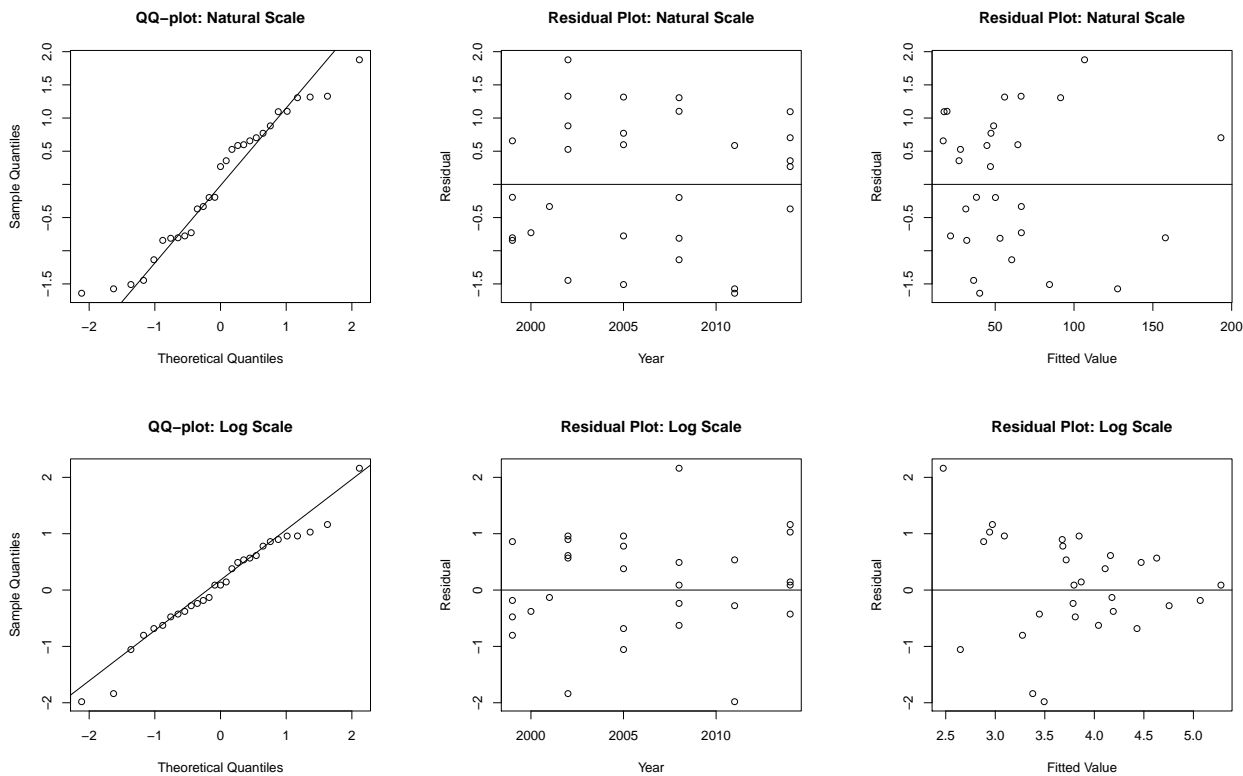 QQ−plot: Natural Scale
Sample Quantiles
2.0
1.5
1.0
0.5
−0.5
−1.5
−2 −1 0 1 2
Theoretical Quantiles
Residual Plot: Natural Scale
Residual
2.0
1.5
1.0
0.5
−0.5
−1.5
2000 2005 2010
Year
Residual Plot: Natural Scale
Residual
2.0
1.5
1.0
0.5
−0.5
−1.5
50 100 150 200
Fitted Value
QQ−plot: Log Scale
Sample Quantiles
2
1
0
−1
−2
−2 −1 0 1 2
Theoretical Quantiles
Residual Plot: Log Scale
Residual
2
1
0
−1
−2
2000 2005 2010
Year
Residual Plot: Log Scale
Residual
2
1
0
−1
−2
2.5 3.0 3.5 4.0 4.5 5.0
Fitted Value